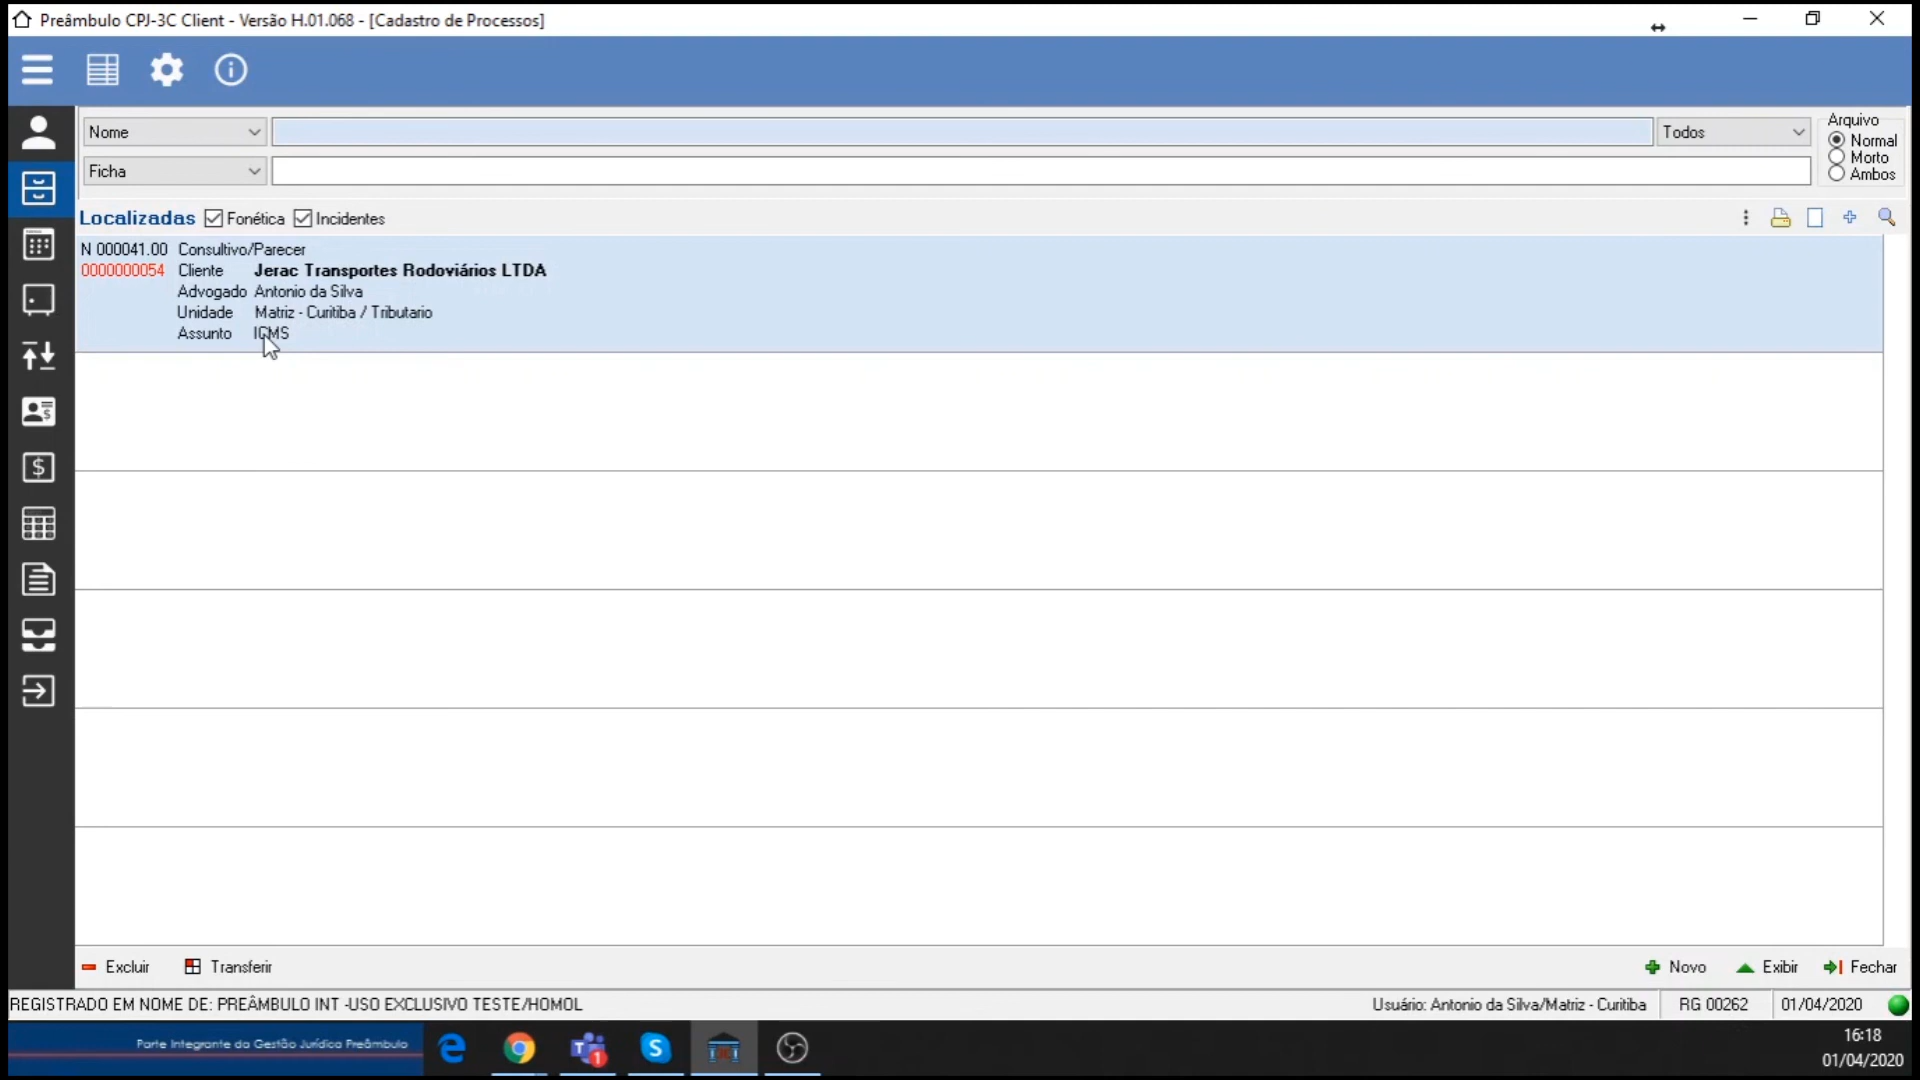 Preâmbulo CPJ-3C Client - Versão H.01.068 - [Cadastro de Processos]
Nome
Todos
Arquivo
Normal
Morto
Ambos
Ficha
Localizadas Fonética Incidentes
N 000041.00 Consultivo/Parecer
0000000054 Cliente Jerac Transportes Rodoviários LTDA
Advogado Antonio da Silva
Unidade Matriz - Curitiba / Tributario
Assunto ICMS
Excluir Transferir Novo Exibir Fechar
REGISTRADO EM NOME DE: PREÂMBULO INT -USO EXCLUSIVO TESTE/HOMOL Usuário: Antonio da Silva/Matriz - Curitiba RG 00262 01/04/2020
Parte Integrante da Gestão Jurídica Preâmbulo
16:18
01/04/2020